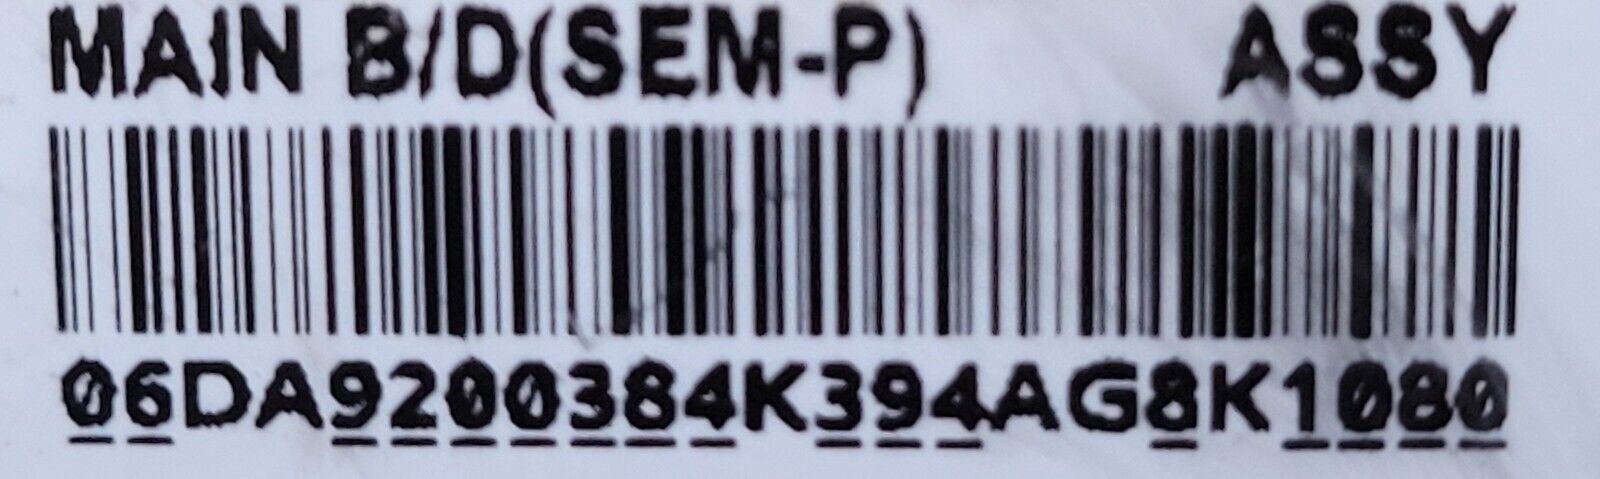 MAIN B/D(SEM-P) ASSY
06DA9200384K394AG8K1080